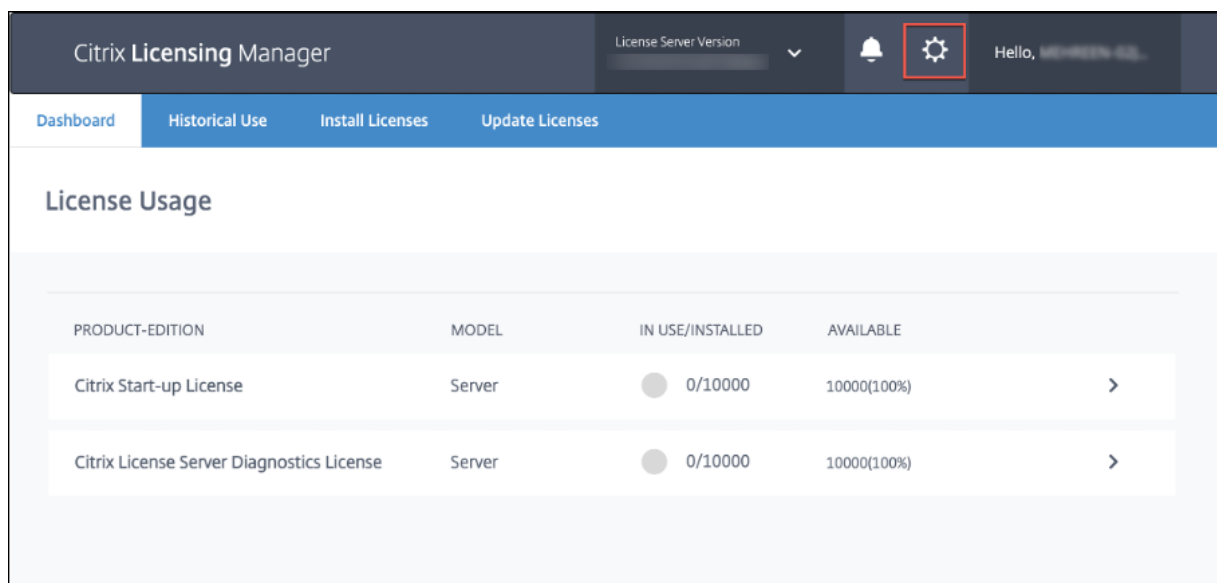 Citrix Licensing Manager
License Server Version
Hello,
Dashboard Historical Use Install Licenses Update Licenses
License Usage
PRODUCT-EDITION MODEL IN USE/INSTALLED AVAILABLE
Citrix Start-up License Server 0/10000 10000(100%)
Citrix License Server Diagnostics License Server 0/10000 10000(100%)